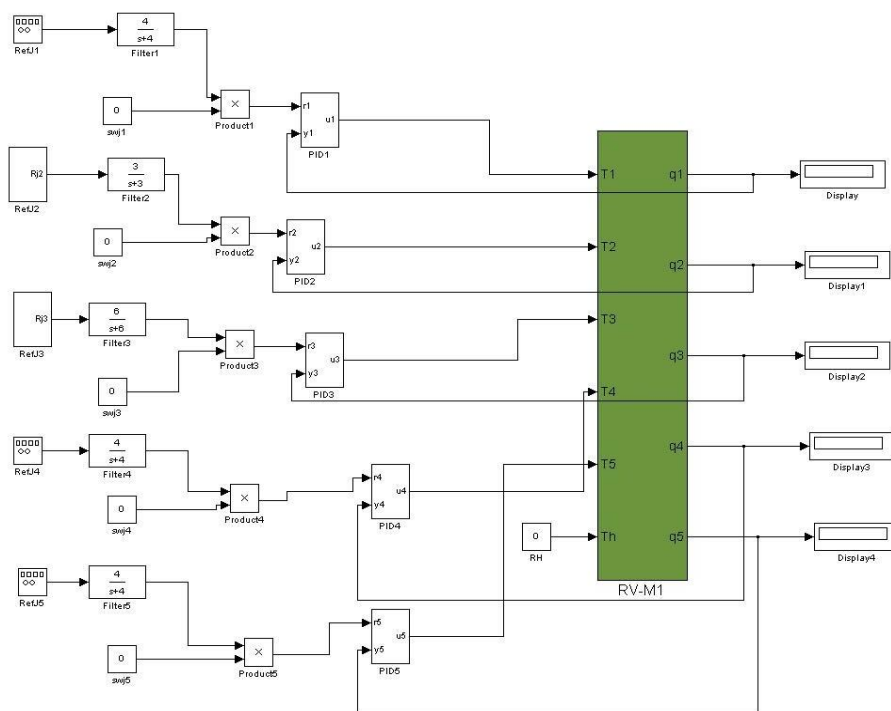 RefJ1
4
s+4
Filter1
0
swj1
×
Product1
r1
y1
u1
PID1
Rj2
RefJ2
3
s+3
Filter2
0
swj2
×
Product2
r2
y2
u2
PID2
Rj3
RefJ3
6
s+6
Filter3
0
swj3
×
Product3
r3
y3
u3
PID3
RefJ4
4
s+4
Filter4
0
swj4
×
Product4
r4
y4
u4
PID4
RefJ5
4
s+4
Filter5
0
swj5
×
Product5
r5
y5
u5
PID5
0
RH
T1
T2
T3
T4
T5
Th
q1
q2
q3
q4
q5
RV-M1
Display
Display1
Display2
Display3
Display4